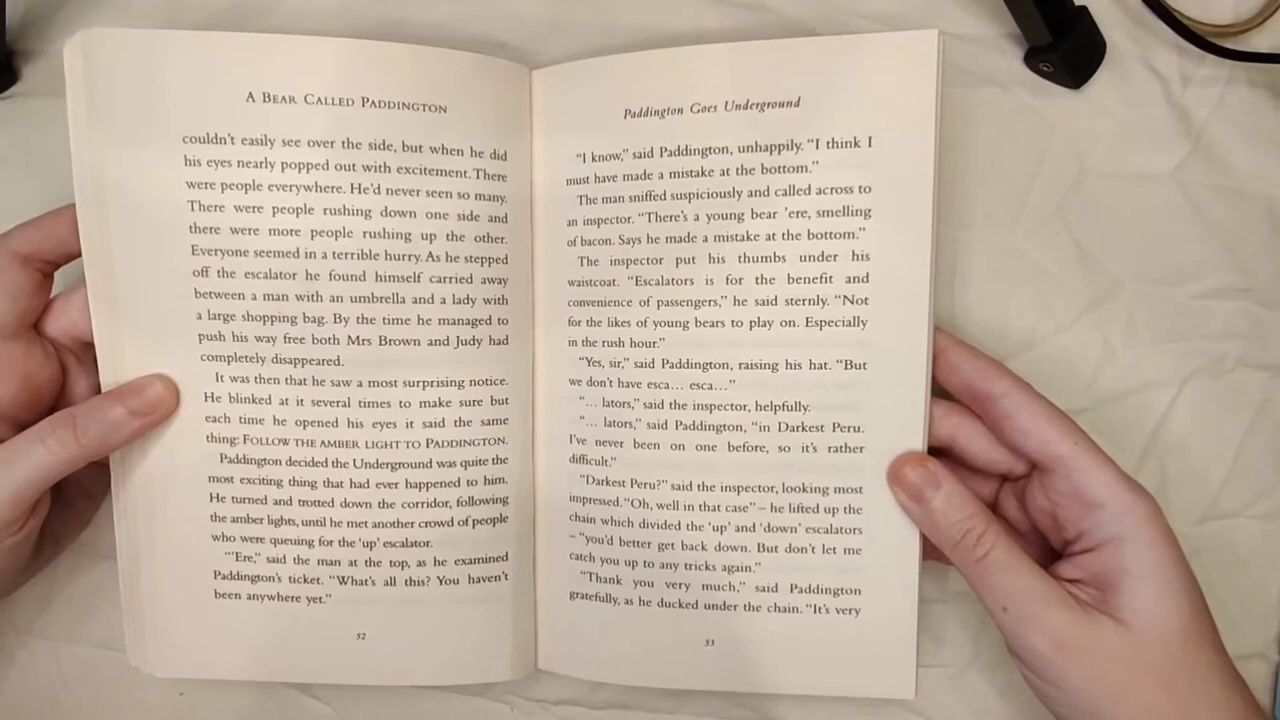 A BEAR CALLED PADDINGTON
couldn't easily see over the side, but when he did
his eyes nearly popped out with excitement. There
were people everywhere. He'd never seen so many.
There were people rushing down one side and
there were more people rushing up the other.
Everyone seemed in a terrible hurry. As he stepped
off the escalator he found himself carried away
between a man with an umbrella and a lady with
a large shopping bag. By the time he managed to
push his way free both Mrs Brown and Judy had
completely disappeared.
It was then that he saw a most surprising notice.
He blinked at it several times to make sure but
each time he opened his eyes it said the same
thing: FOLLOW THE AMBER LIGHT TO PADDINGTON.
Paddington decided the Underground was quite the
most exciting thing that had ever happened to him.
He turned and trotted down the corridor, following
the amber lights, until he met another crowd of people
who were queuing for the 'up' escalator.
"'Ere," said the man at the top, as he examined
Paddington's ticket. "What's all this? You haven't
been anywhere yet."
52
Paddington Goes Underground
"I know," said Paddington, unhappily. "I think I
must have made a mistake at the bottom."
The man sniffed suspiciously and called across to
an inspector. "There's a young bear 'ere, smelling
of bacon. Says he made a mistake at the bottom."
The inspector put his thumbs under his
waistcoat. "Escalators is for the benefit and
convenience of passengers," he said sternly. "Not
for the likes of young bears to play on. Especially
in the rush hour."
"Yes, sir," said Paddington, raising his hat. "But
we don't have esca... esca..."
"... lators," said the inspector, helpfully.
"... lators," said Paddington, "in Darkest Peru.
I've never been on one before, so it's rather
difficult."
"Darkest Peru?" said the inspector, looking most
impressed. "Oh, well in that case" – he lifted up the
chain which divided the 'up' and 'down' escalators
– "you'd better get back down. But don't let me
catch you up to any tricks again."
"Thank you very much," said Paddington
gratefully, as he ducked under the chain. "It's very
53